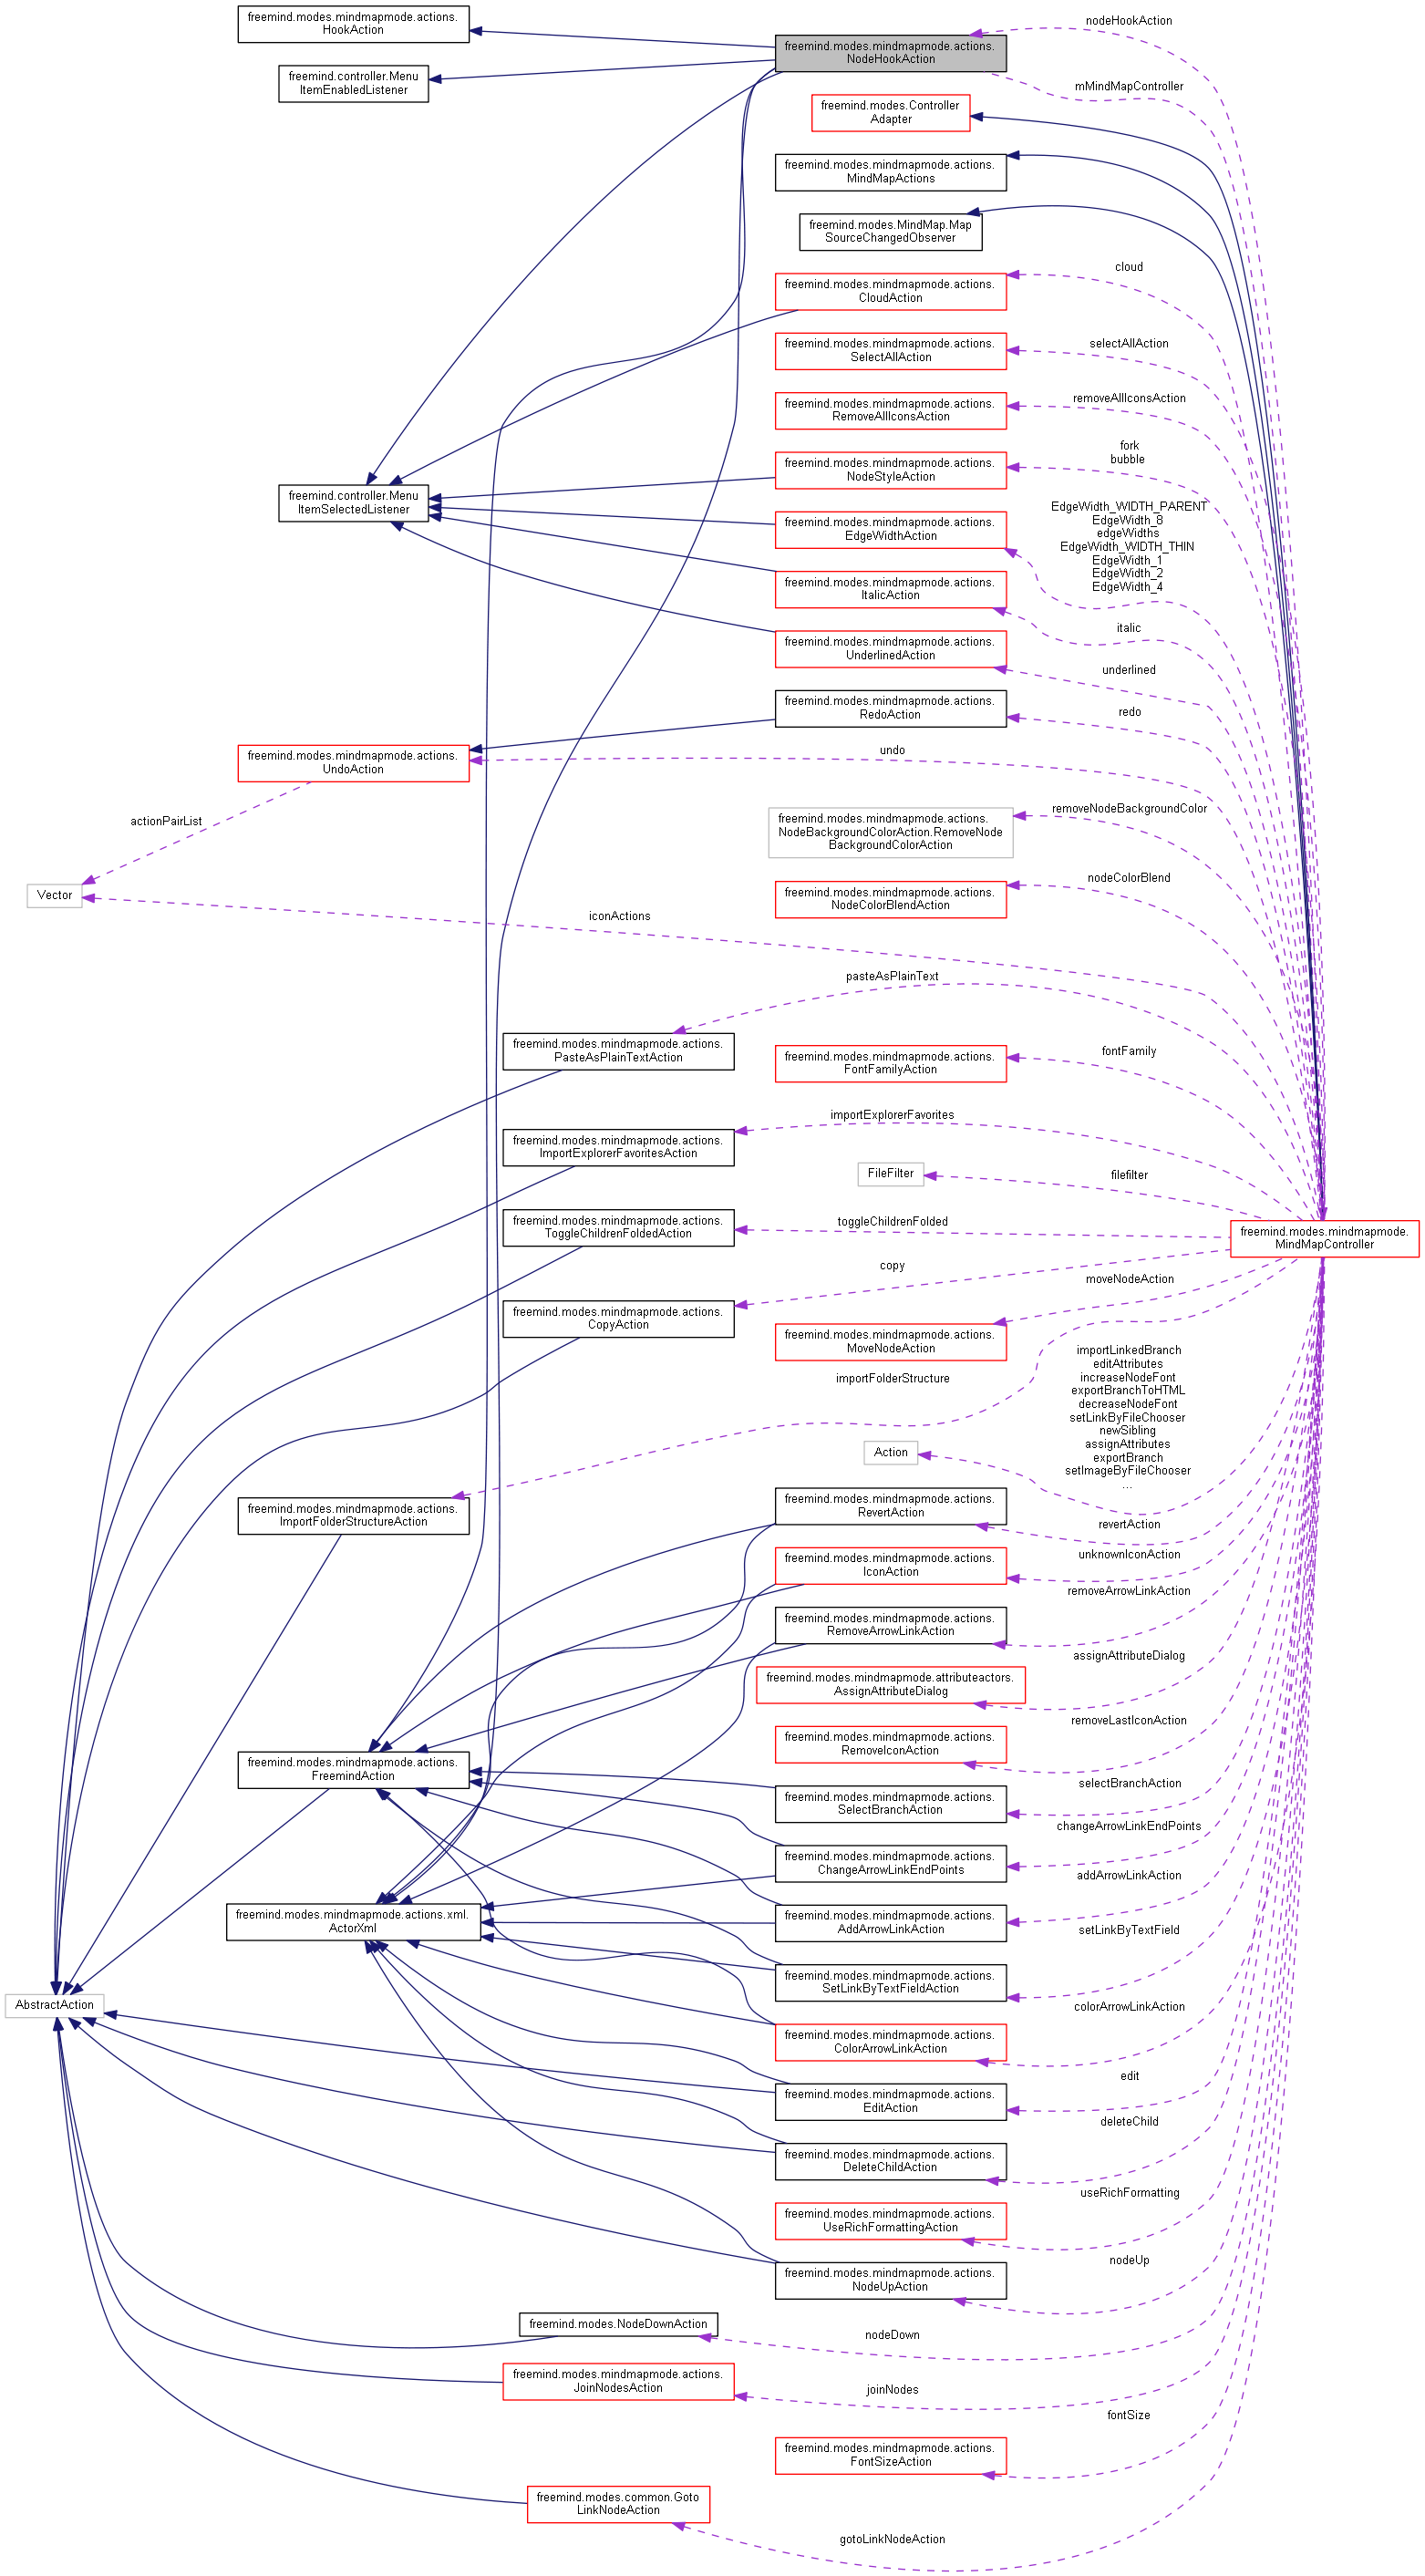 freemind.modes.mindmapmode.actions.
HookAction
nodeHookAction
freemind.modes.mindmapmode.actions.
NodeHookAction
freemind.controller.Menu
ItemEnabledListener
mMindMapController
freemind.modes.Controller
Adapter
freemind.modes.mindmapmode.actions.
MindMapActions
freemind.modes.MindMap.Map
SourceChangedObserver
cloud
freemind.modes.mindmapmode.actions.
CloudAction
selectAllAction
freemind.modes.mindmapmode.actions.
SelectAllAction
removeAllIconsAction
freemind.modes.mindmapmode.actions.
RemoveAllIconsAction
fork
bubble
freemind.modes.mindmapmode.actions.
NodeStyleAction
freemind.controller.Menu
ItemSelectedListener
EdgeWidth_WIDTH_PARENT
EdgeWidth_8
edgeWidths
EdgeWidth_WIDTH_THIN
EdgeWidth_1
EdgeWidth_2
EdgeWidth_4
freemind.modes.mindmapmode.actions.
EdgeWidthAction
freemind.modes.mindmapmode.actions.
ItalicAction
italic
freemind.modes.mindmapmode.actions.
UnderlinedAction
underlined
freemind.modes.mindmapmode.actions.
RedoAction
redo
freemind.modes.mindmapmode.actions.
UndoAction
undo
actionPairList
removeNodeBackgroundColor
freemind.modes.mindmapmode.actions.
NodeBackgroundColorAction.RemoveNode
BackgroundColorAction
Vector
nodeColorBlend
freemind.modes.mindmapmode.actions.
NodeColorBlendAction
iconActions
pasteAsPlainText
freemind.modes.mindmapmode.actions.
PasteAsPlainTextAction
fontFamily
freemind.modes.mindmapmode.actions.
FontFamilyAction
importExplorerFavorites
freemind.modes.mindmapmode.actions.
ImportExplorerFavoritesAction
FileFilter
filefilter
freemind.modes.mindmapmode.actions.
ToggleChildrenFoldedAction
toggleChildrenFolded
freemind.modes.mindmapmode.
MindMapController
copy
freemind.modes.mindmapmode.actions.
CopyAction
moveNodeAction
freemind.modes.mindmapmode.actions.
MoveNodeAction
importFolderStructure
importLinkedBranch
editAttributes
increaseNodeFont
exportBranchToHTML
decreaseNodeFont
setLinkByFileChooser
newSibling
assignAttributes
exportBranch
setImageByFileChooser
...
Action
freemind.modes.mindmapmode.actions.
ImportFolderStructureAction
freemind.modes.mindmapmode.actions.
RevertAction
revertAction
freemind.modes.mindmapmode.actions.
IconAction
unknownIconAction
freemind.modes.mindmapmode.actions.
RemoveArrowLinkAction
removeArrowLinkAction
freemind.modes.mindmapmode.attributeactors.
AssignAttributeDialog
assignAttributeDialog
freemind.modes.mindmapmode.actions.
RemoveIconAction
removeLastIconAction
freemind.modes.mindmapmode.actions.
FreemindAction
freemind.modes.mindmapmode.actions.
SelectBranchAction
selectBranchAction
freemind.modes.mindmapmode.actions.
ChangeArrowLinkEndPoints
changeArrowLinkEndPoints
freemind.modes.mindmapmode.actions.xml.
ActorXml
freemind.modes.mindmapmode.actions.
AddArrowLinkAction
addArrowLinkAction
freemind.modes.mindmapmode.actions.
SetLinkByTextFieldAction
setLinkByTextField
AbstractAction
freemind.modes.mindmapmode.actions.
ColorArrowLinkAction
colorArrowLinkAction
freemind.modes.mindmapmode.actions.
EditAction
edit
freemind.modes.mindmapmode.actions.
DeleteChildAction
deleteChild
freemind.modes.mindmapmode.actions.
UseRichFormattingAction
useRichFormatting
freemind.modes.mindmapmode.actions.
NodeUpAction
nodeUp
freemind.modes.NodeDownAction
nodeDown
freemind.modes.mindmapmode.actions.
JoinNodesAction
joinNodes
freemind.modes.mindmapmode.actions.
FontSizeAction
fontSize
freemind.modes.common.Goto
LinkNodeAction
gotoLinkNodeAction